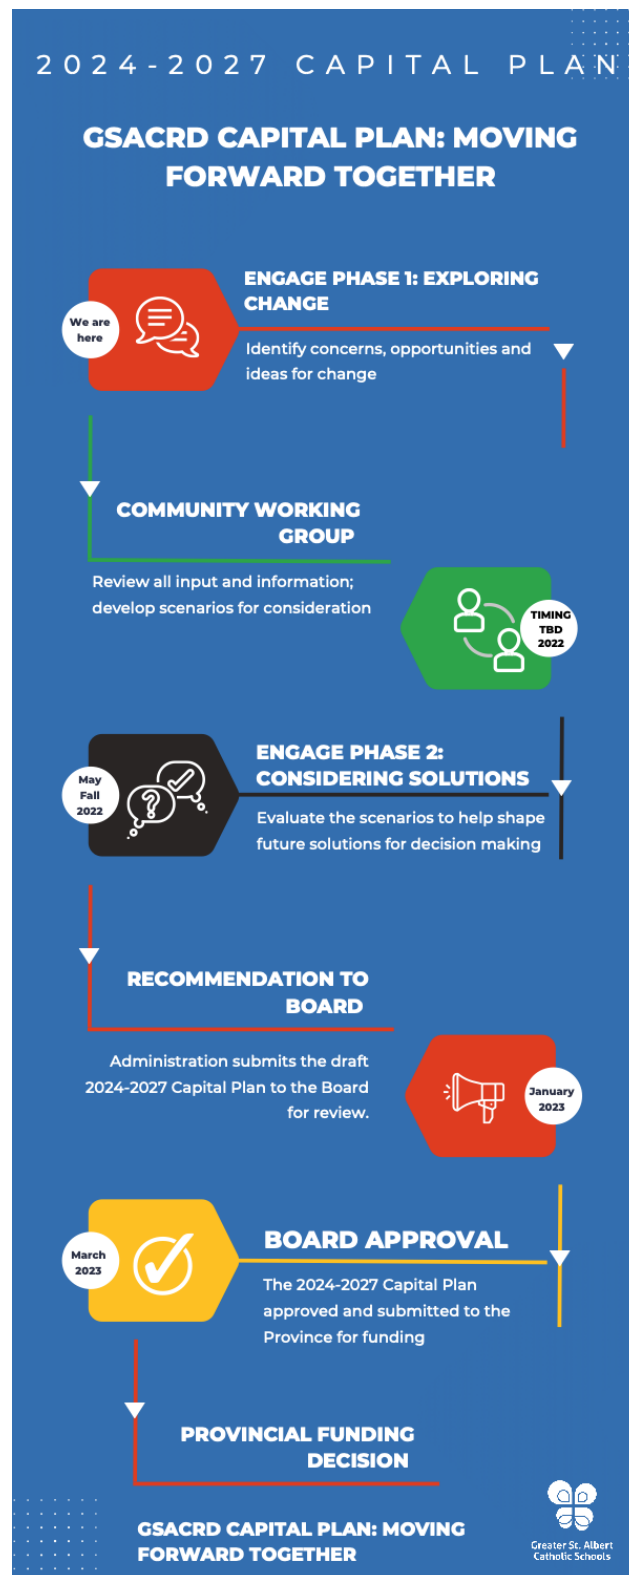 2024-2027 CAPITAL PLAN
GSACRD CAPITAL PLAN: MOVING
FORWARD TOGETHER
ENGAGE PHASE 1: EXPLORING
CHANGE
We are
here
Identify concerns, opportunities and
ideas for change
COMMUNITY WORKING
GROUP
Review all input and information;
develop scenarios for consideration
TIMING
TBD
2022
ENGAGE PHASE 2:
CONSIDERING SOLUTIONS
May
Fall
2022
Evaluate the scenarios to help shape
future solutions for decision making
RECOMMENDATION TO
BOARD
Administration submits the draft
2024-2027 Capital Plan to the Board
for review.
January
2023
BOARD APPROVAL
March
2023
The 2024-2027 Capital Plan
approved and submitted to the
Province for funding
PROVINCIAL FUNDING
DECISION
GSACRD CAPITAL PLAN: MOVING
FORWARD TOGETHER
Greater St. Albert
Catholic Schools